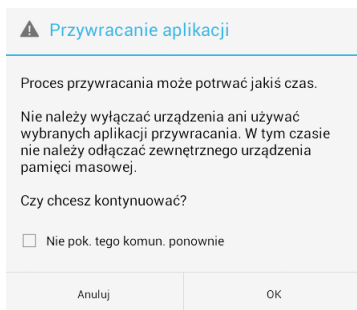 Przywracanie aplikacji
Proces przywracania może potrwać jakiś czas.
Nie należy wyłączać urządzenia ani używać
wybranych aplikacji przywracania. W tym czasie
nie należy odłączać zewnętrznego urządzenia
pamięci masowej.
Czy chcesz kontynuować?
Nie pok. tego komun. ponownie
Anuluj
OK